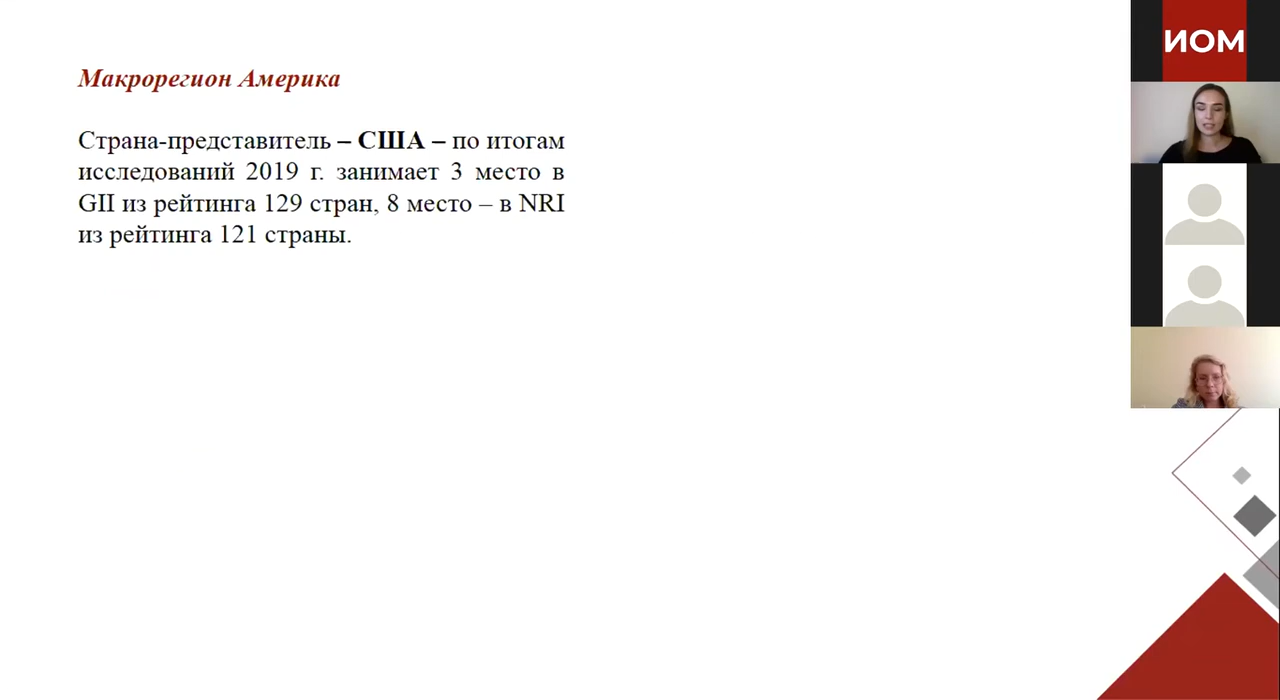 Макрорегион Америка
Страна-представитель – США – по итогам
исследований 2019 г. занимает 3 место в
GII из рейтинга 129 стран, 8 место – в NRI
из рейтинга 121 страны.
ИОМ